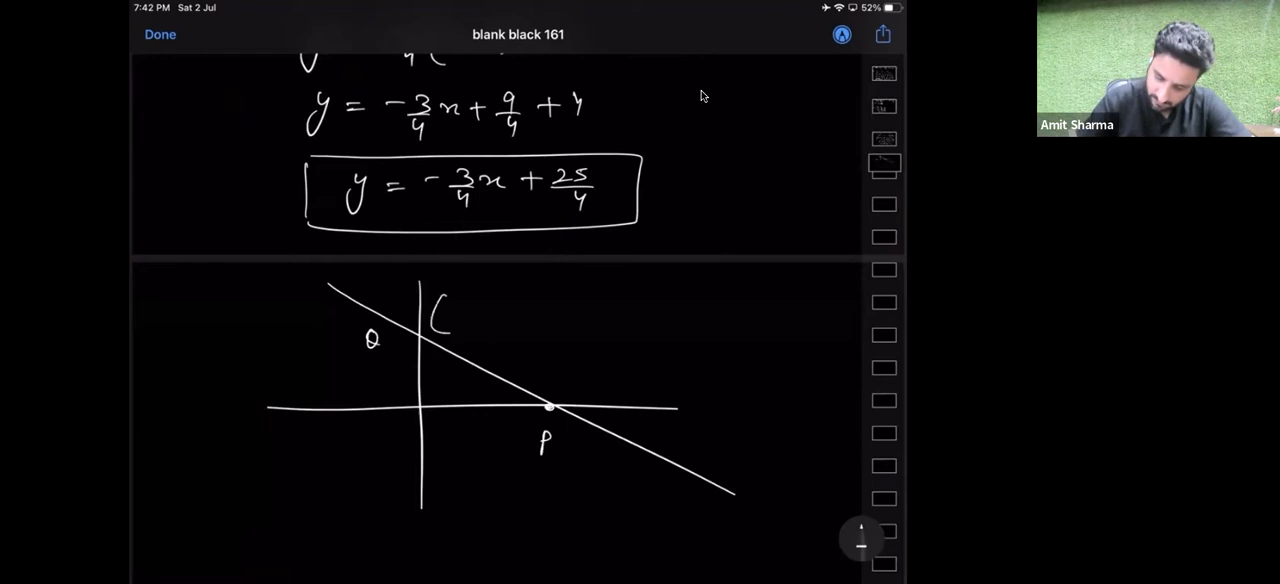 7:42 PM Sat 2 Jul
52%
Done
blank black 161
y = -3/4 x + 9/4 + 4
y = -3/4 x + 25/4
Q
(
P
Amit Sharma